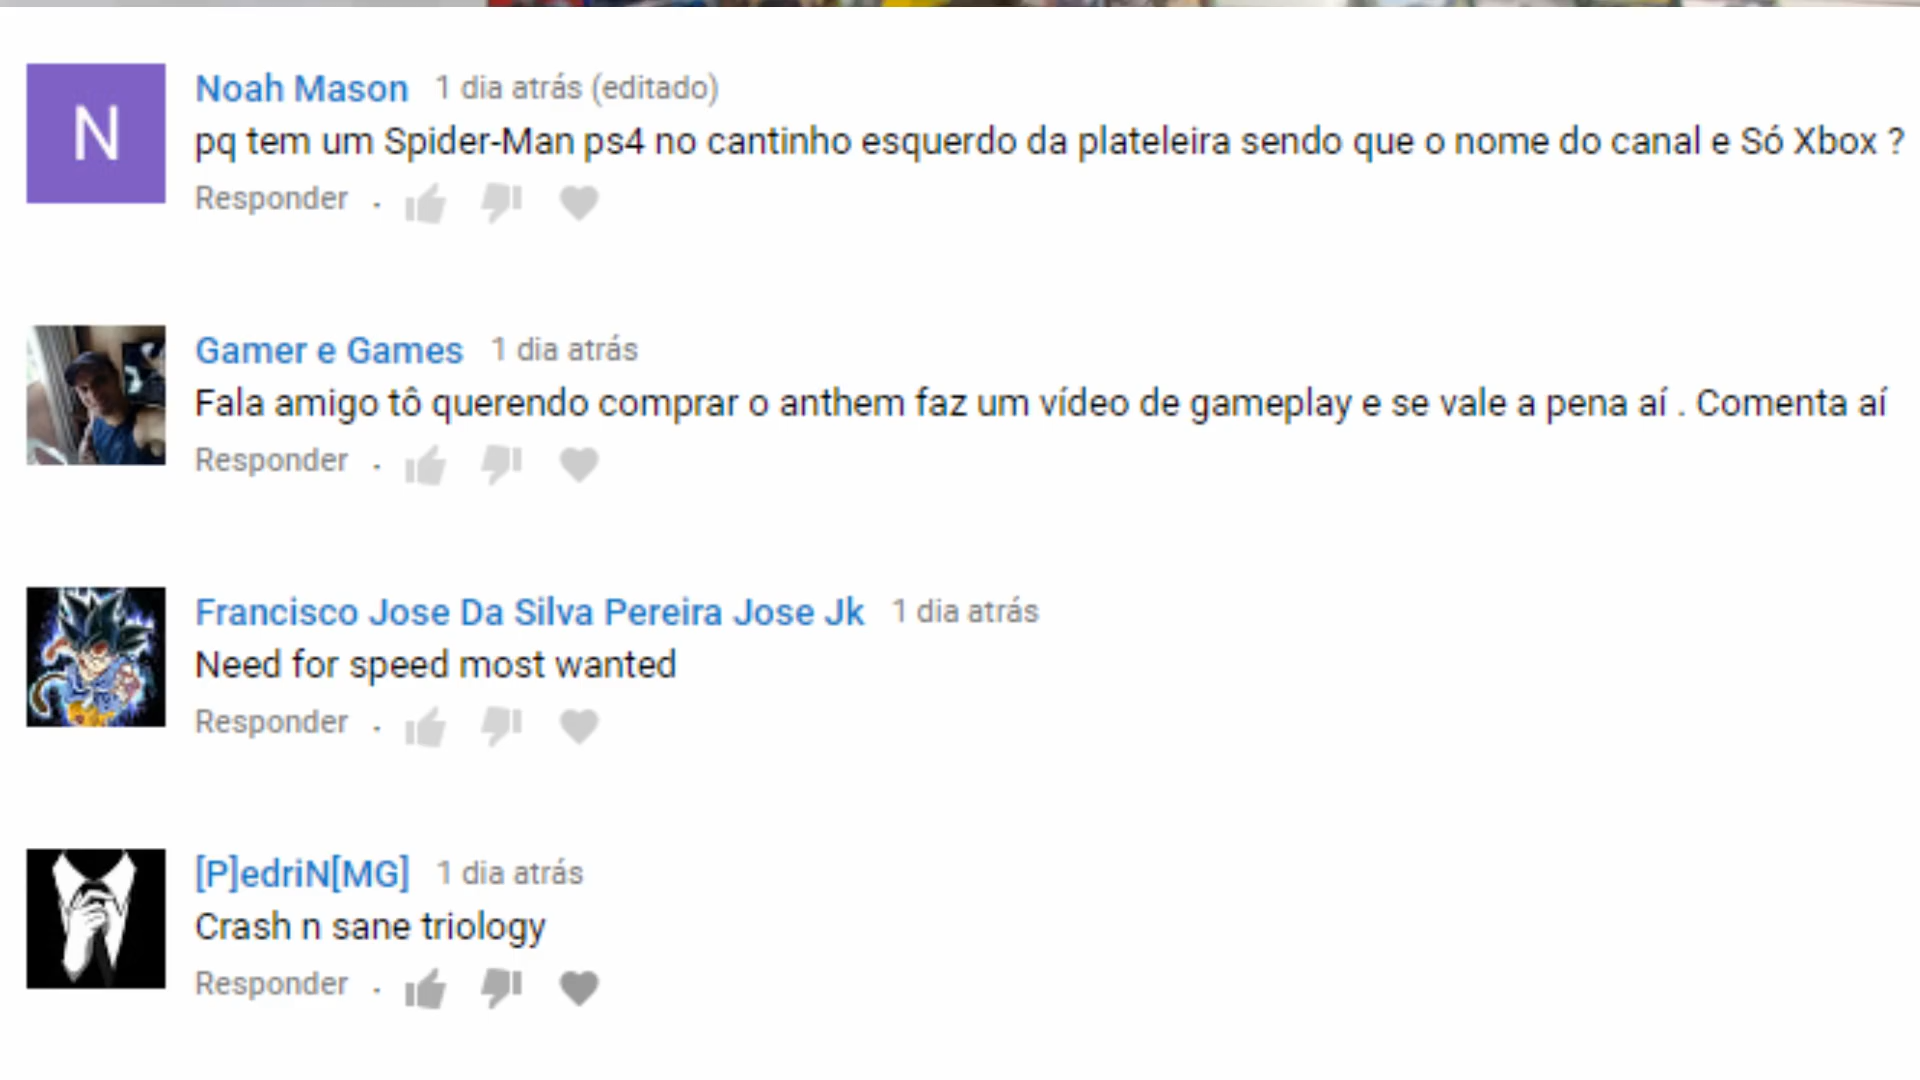 N
Noah Mason 1 dia atrás (editado)
pq tem um Spider-Man ps4 no cantinho esquerdo da plateleira sendo que o nome do canal e Só Xbox ?
Responder .
Gamer e Games 1 dia atrás
Fala amigo tô querendo comprar o anthem faz um vídeo de gameplay e se vale a pena aí . Comenta aí
Responder .
Francisco Jose Da Silva Pereira Jose Jk 1 dia atrás
Need for speed most wanted
Responder .
[P]edriN[MG] 1 dia atrás
Crash n sane triology
Responder .